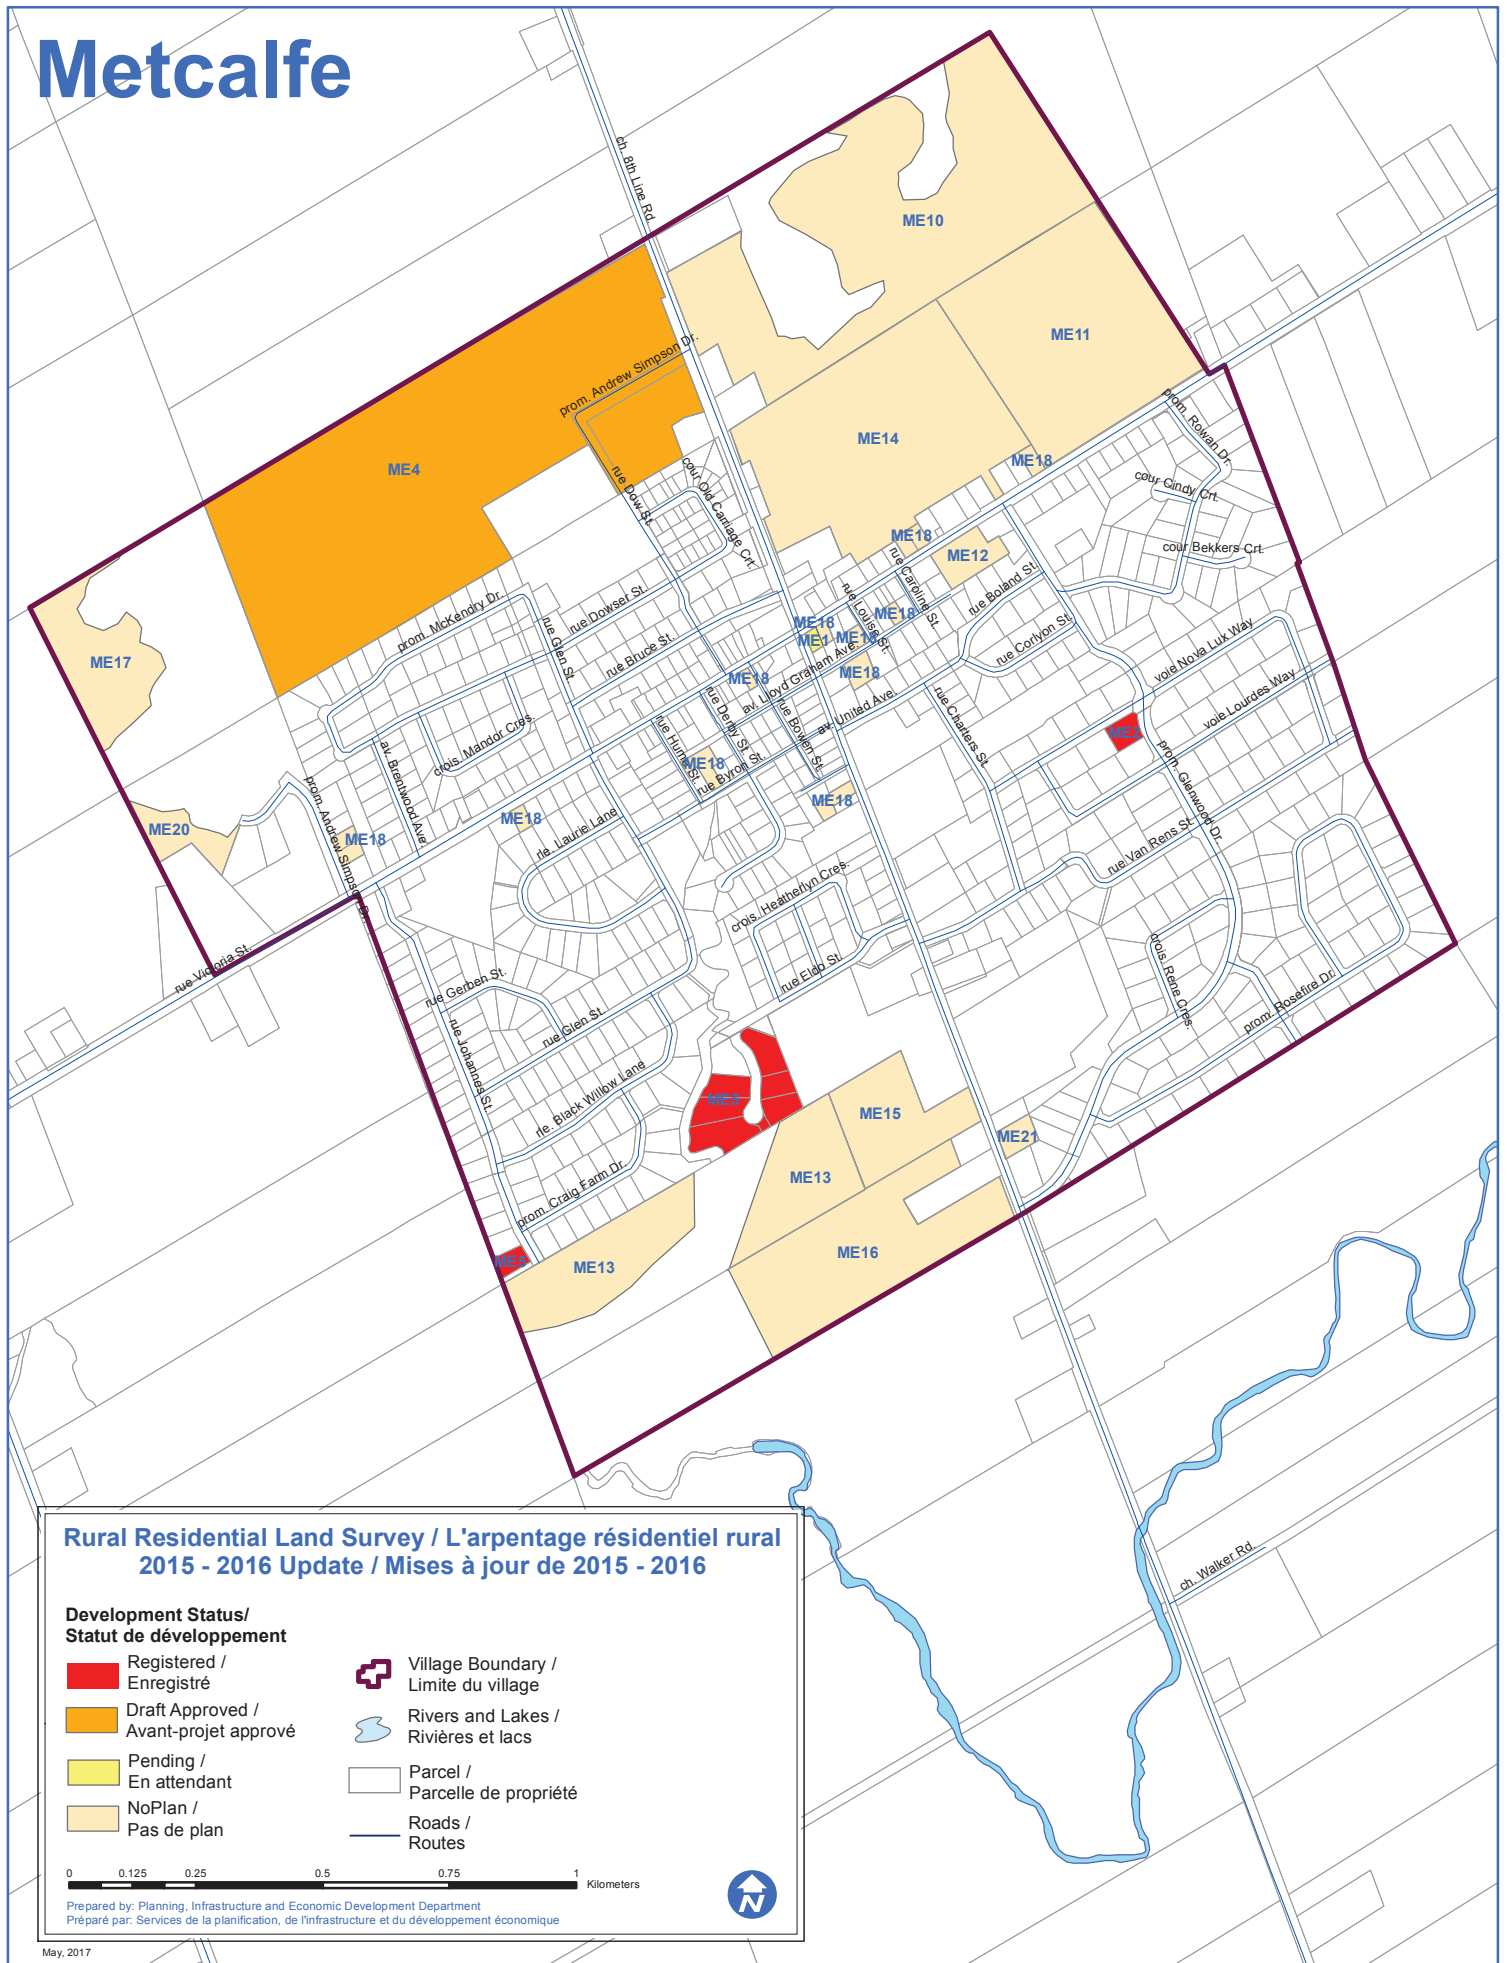 Metcalfe
ch. 8th Line Rd.
ME10
ME11
prom. Andrew Simpson Dr.
ME4
ME14
prom. Rowan Dr.
ME18
cour Cindy Crt.
rue Dow St.
cour Old Carriage Crt.
ME18
ME12
cour Bekkers Crt.
rue Caroline St.
rue Boland St.
prom. McKendry Dr.
rue Dowser St.
rue Louise St.
ME18
ME18
ME1
ME18
rue Corlyon St.
rue Glen St.
rue Bruce St.
voie Nova Lux Way
ME17
ME18
av. Lloyd Graham Ave.
ME18
voie Lourdes Way
rue Charters St.
crois. Mandor Cres.
rue Hume St.
rue Derby St.
rue Bowen St.
av. United Ave.
ME2
av. Brentwood Ave.
ME18
rue Byron St.
prom. Glenwood Dr.
ME20
prom. Andrew Simpson Dr.
ME18
ME18
rle. Laurie Lane
ME18
rue Van Rens St.
crois. Heatherlyn Cres.
rue Victoria St.
rue Gerben St.
rue Eldo St.
crois. Rene Cres.
prom. Rosefire Dr.
rue Glen St.
rue Johannes St.
rle. Black Willow Lane
ME5
ME15
ME21
prom. Craig Farm Dr.
ME13
ME5
ME13
ME16
ch. Walker Rd.
Rural Residential Land Survey / L'arpentage résidentiel rural
2015 - 2016 Update / Mises à jour de 2015 - 2016
Development Status/
Statut de développement
Registered /
Enregistré
Draft Approved /
Avant-projet apprové
Pending /
En attendant
NoPlan /
Pas de plan
Village Boundary /
Limite du village
Rivers and Lakes /
Rivières et lacs
Parcel /
Parcelle de propriété
Roads /
Routes
0 0.125 0.25 0.5 0.75 1
Kilometers
N
Prepared by: Planning, Infrastructure and Economic Development Department
Préparé par: Services de la planification, de l'infrastructure et du développement économique
May, 2017